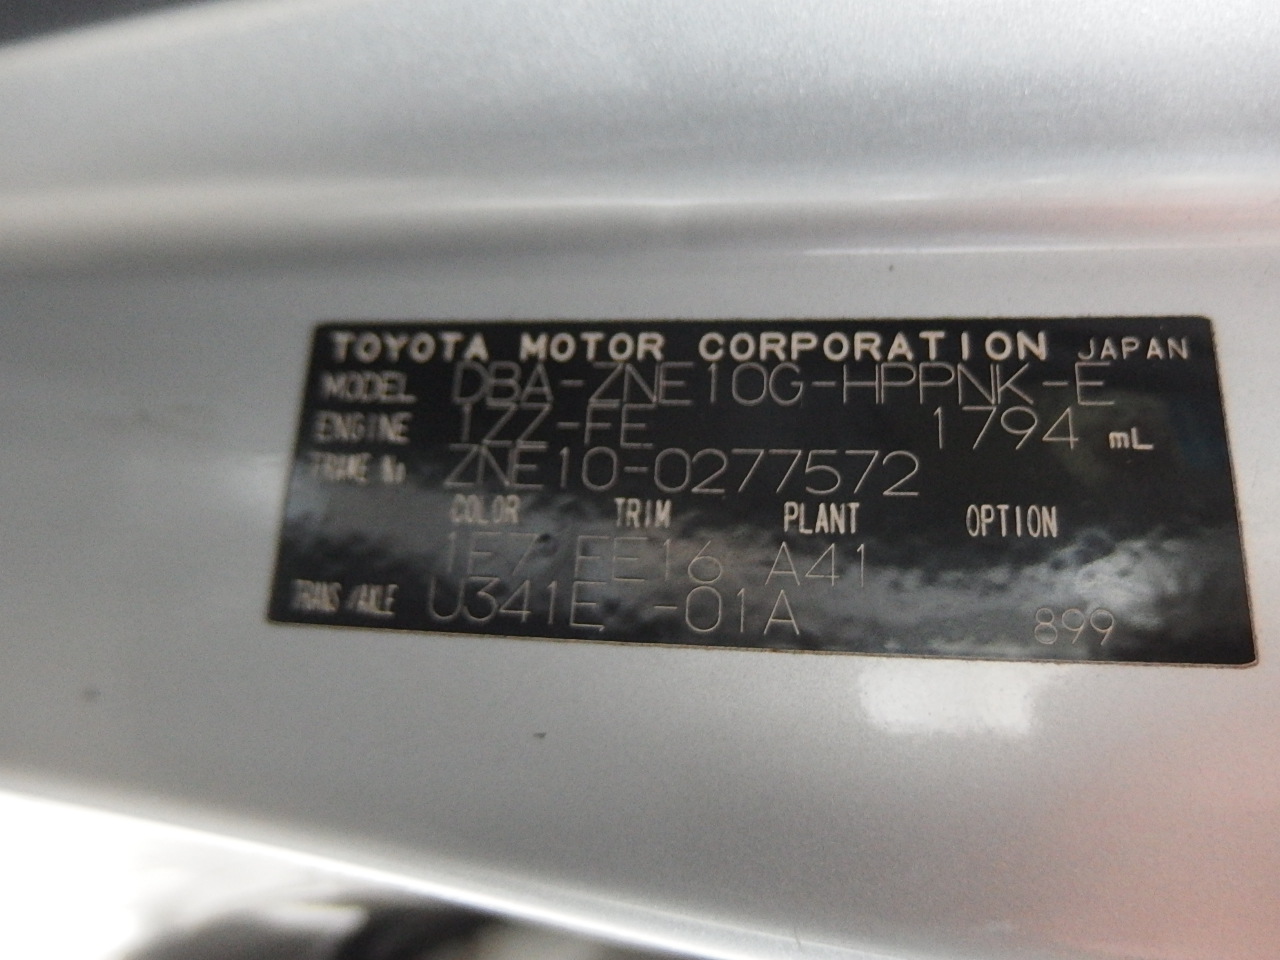 TOYOTA MOTOR CORPORATION JAPAN
MODEL DBA-ZNE10G-HPPNK-E
ENGINE 1ZZ-FE 1794 mL
FRAME No. ZNE10-0277572
COLOR TRIM PLANT OPTION
1E7 FE16 A41
TRANS/AXLE U341E -01A 899